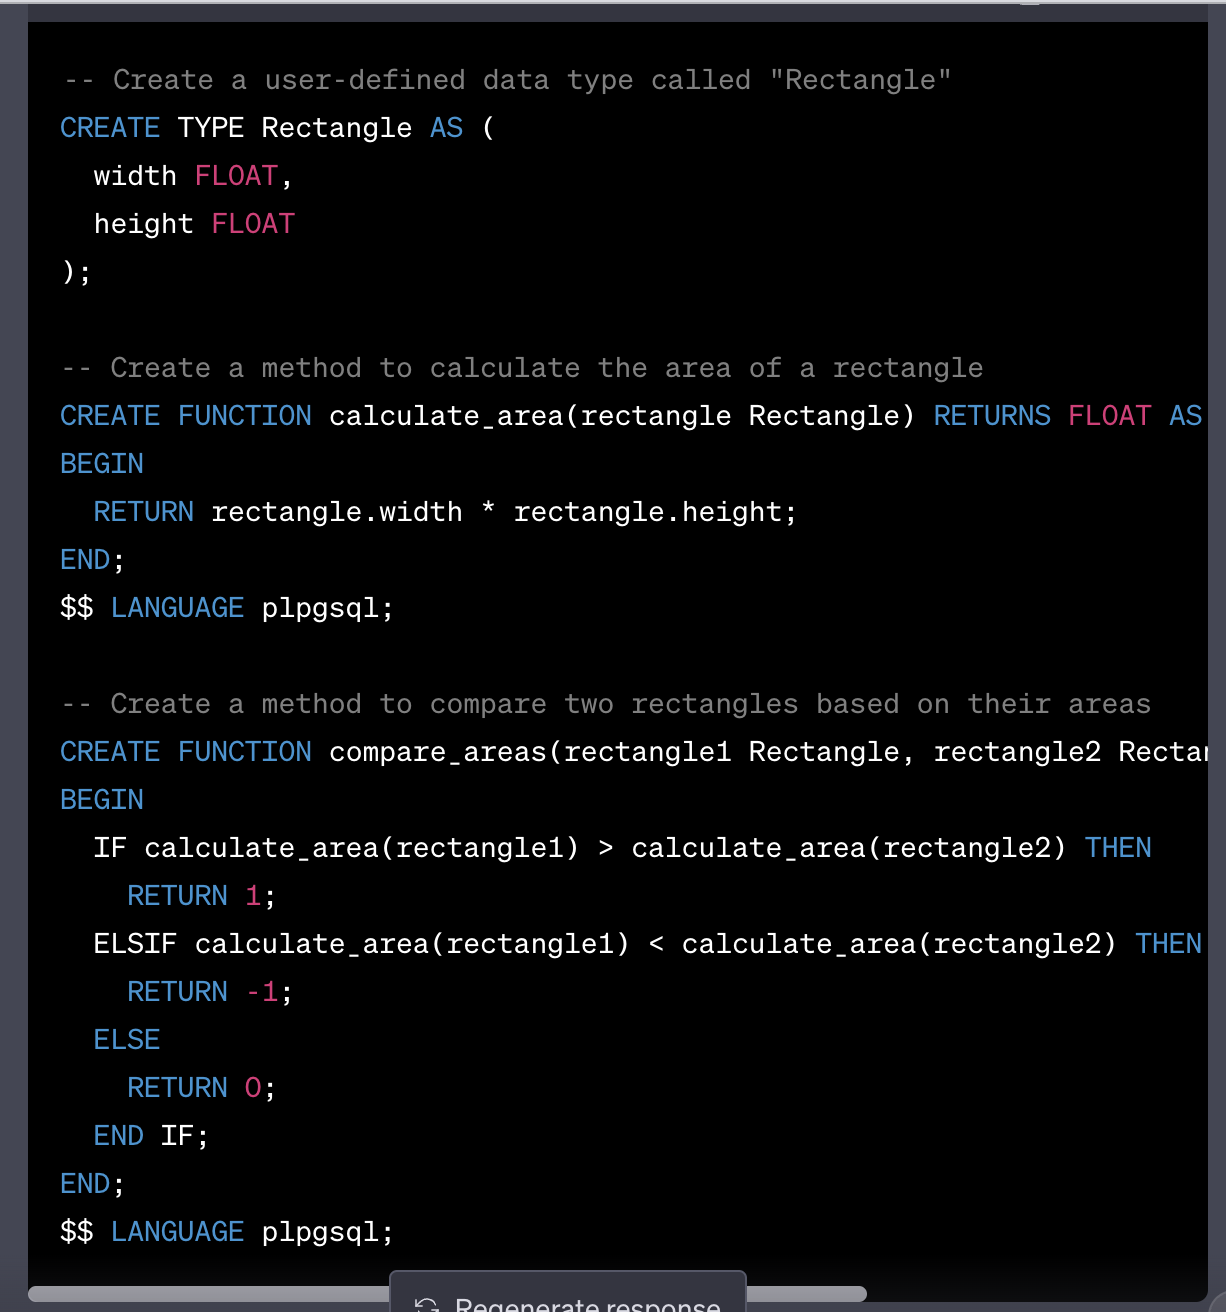 -- Create a user-defined data type called "Rectangle"
CREATE TYPE Rectangle AS (
  width FLOAT,
  height FLOAT
);

-- Create a method to calculate the area of a rectangle
CREATE FUNCTION calculate_area(rectangle Rectangle) RETURNS FLOAT AS
BEGIN
  RETURN rectangle.width * rectangle.height;
END;
$$ LANGUAGE plpgsql;

-- Create a method to compare two rectangles based on their areas
CREATE FUNCTION compare_areas(rectangle1 Rectangle, rectangle2 Rectan
BEGIN
  IF calculate_area(rectangle1) > calculate_area(rectangle2) THEN
    RETURN 1;
  ELSIF calculate_area(rectangle1) < calculate_area(rectangle2) THEN
    RETURN -1;
  ELSE
    RETURN 0;
  END IF;
END;
$$ LANGUAGE plpgsql;
Regenerate response